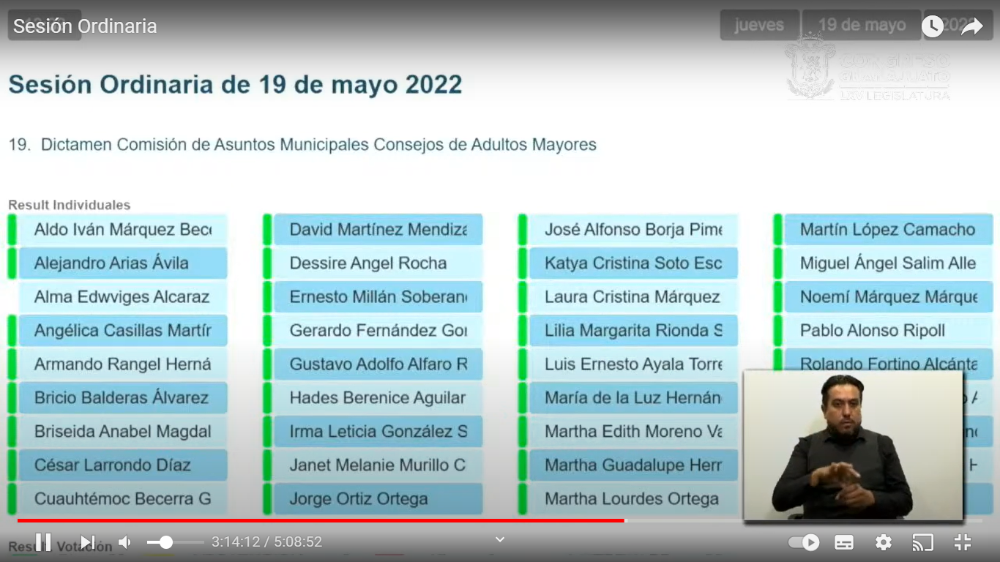 Sesión Ordinaria
jueves 19 de mayo 2022
CONGRESO
GUANAJUATO
LXV LEGISLATURA
Sesión Ordinaria de 19 de mayo 2022
19. Dictamen Comisión de Asuntos Municipales Consejos de Adultos Mayores
Result Individuales
Aldo Iván Márquez Bece
Alejandro Arias Ávila
Alma Edwviges Alcaraz
Angélica Casillas Martír
Armando Rangel Herná
Bricio Balderas Álvarez
Briseida Anabel Magdal
César Larrondo Díaz
Cuauhtémoc Becerra G
David Martínez Mendiza
Dessire Angel Rocha
Ernesto Millán Soberan
Gerardo Fernández Gor
Gustavo Adolfo Alfaro R
Hades Berenice Aguilar
Irma Leticia González S
Janet Melanie Murillo C
Jorge Ortiz Ortega
José Alfonso Borja Pime
Katya Cristina Soto Esc
Laura Cristina Márquez
Lilia Margarita Rionda S
Luis Ernesto Ayala Torre
María de la Luz Hernán
Martha Edith Moreno Va
Martha Guadalupe Herr
Martha Lourdes Ortega
Martín López Camacho
Miguel Ángel Salim Alle
Noemí Márquez Márque
Pablo Alonso Ripoll
Rolando Fortino Alcánta
H
Result. Votación
3:14:12 / 5:08:52